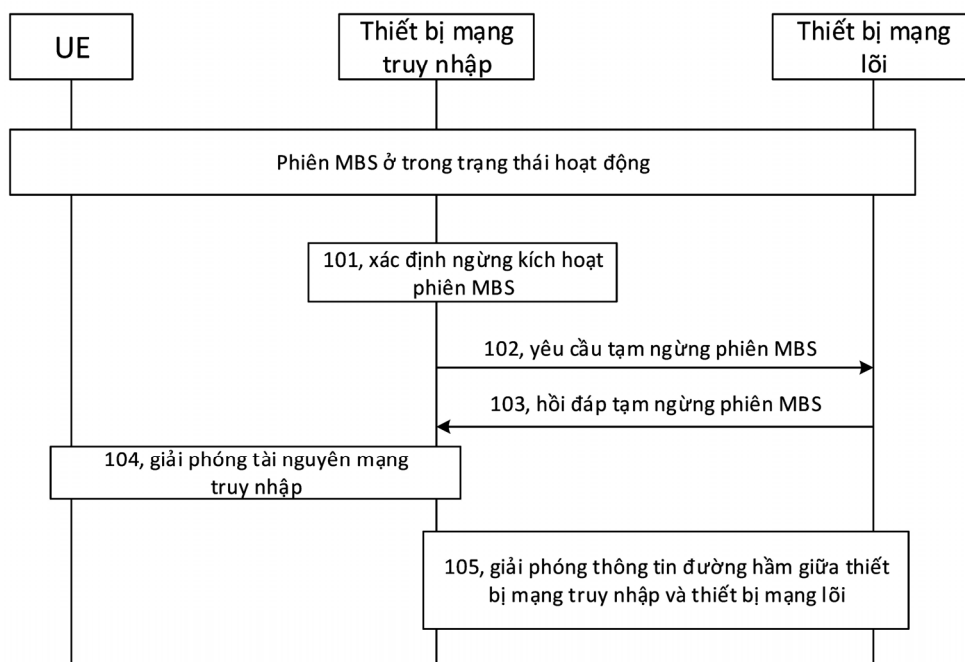 UE
Thiết bị mạng
truy nhập
Thiết bị mạng
lõi
Phiên MBS ở trong trạng thái hoạt động
101, xác định ngừng kích hoạt
phiên MBS
102, yêu cầu tạm ngừng phiên MBS
103, hồi đáp tạm ngừng phiên MBS
104, giải phóng tài nguyên mạng
truy nhập
105, giải phóng thông tin đường hầm giữa thiết
bị mạng truy nhập và thiết bị mạng lõi